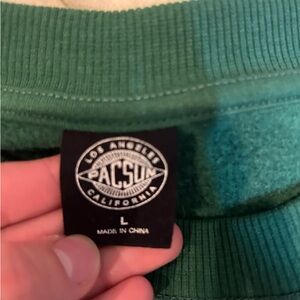 LOS ANGELES
PACSUN
CALIFORNIA
L
MADE IN CHINA